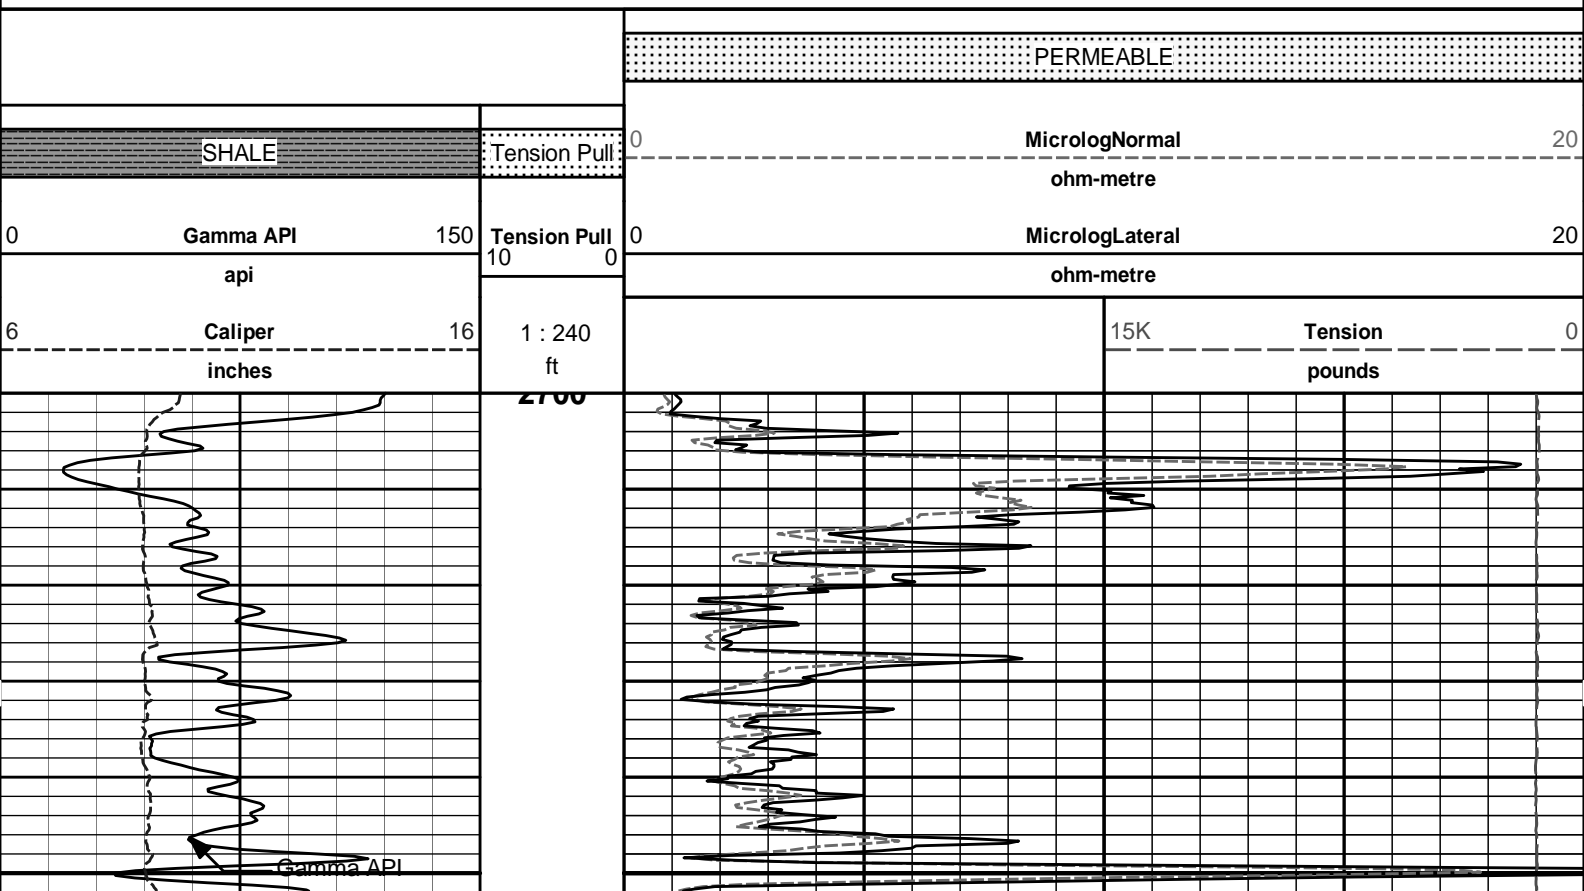 PERMEABLE
SHALE
Tension Pull
0 MicrologNormal 20
ohm-metre
0 Gamma API 150
api
Tension Pull
10 0
0 MicrologLateral 20
ohm-metre
6 Caliper 16
inches
1 : 240
ft
15K Tension 0
pounds
2700
Gamma API